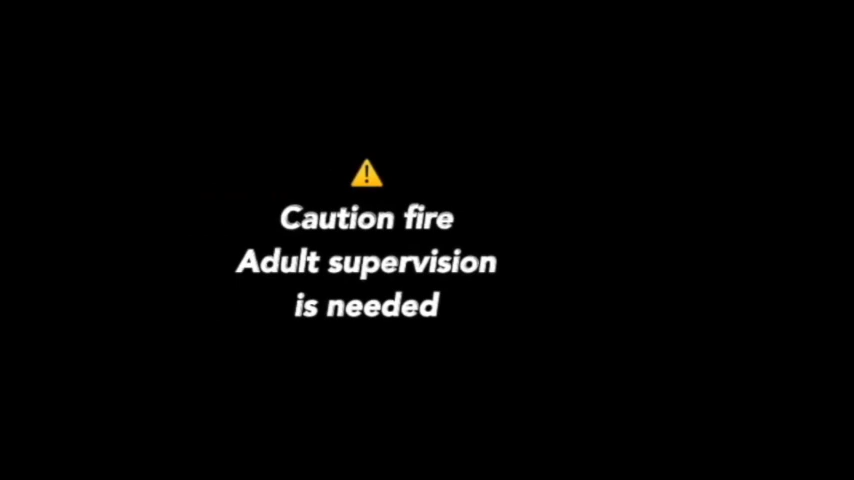 ⚠️
Caution fire
Adult supervision
is needed